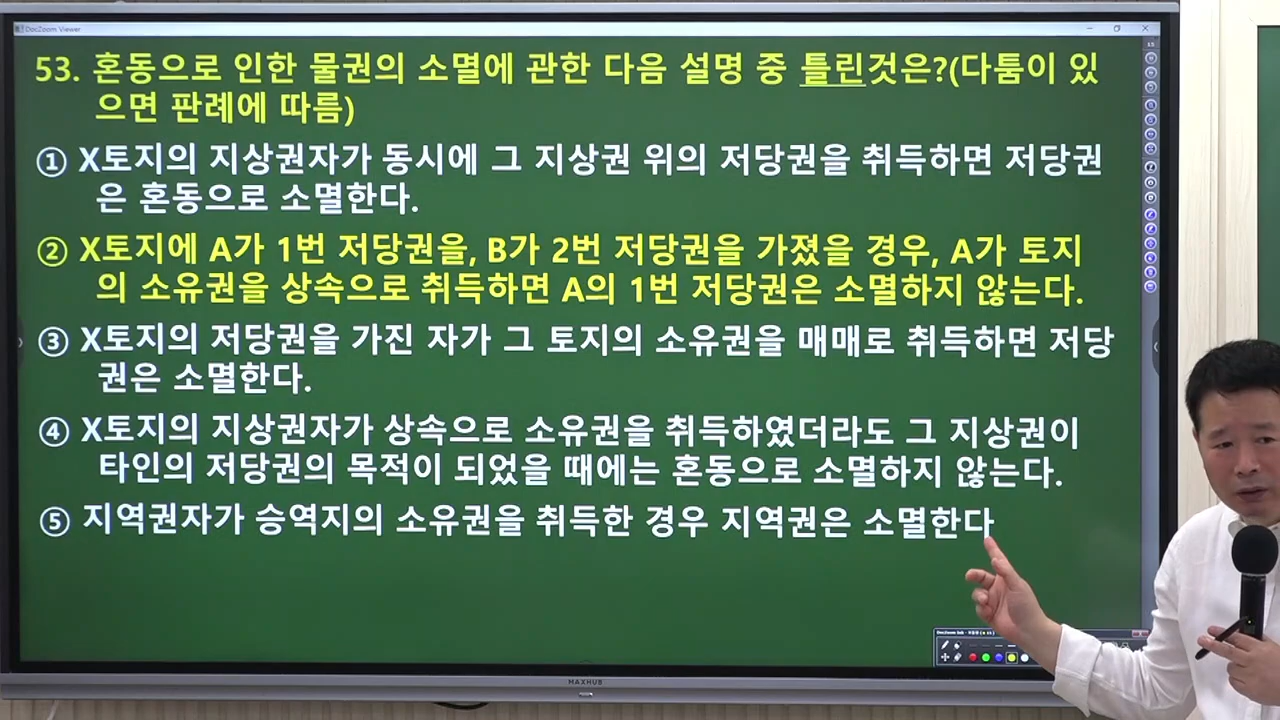 DocZoom Viewer
53. 혼동으로 인한 물권의 소멸에 관한 다음 설명 중 틀린것은?(다툼이 있
으면 판례에 따름)
① X토지의 지상권자가 동시에 그 지상권 위의 저당권을 취득하면 저당권
은 혼동으로 소멸한다.
② X토지에 A가 1번 저당권을, B가 2번 저당권을 가졌을 경우, A가 토지
의 소유권을 상속으로 취득하면 A의 1번 저당권은 소멸하지 않는다.
③ X토지의 저당권을 가진 자가 그 토지의 소유권을 매매로 취득하면 저당
권은 소멸한다.
④ X토지의 지상권자가 상속으로 소유권을 취득하였더라도 그 지상권이
타인의 저당권의 목적이 되었을 때에는 혼동으로 소멸하지 않는다.
⑤ 지역권자가 승역지의 소유권을 취득한 경우 지역권은 소멸한다
MAXHUB